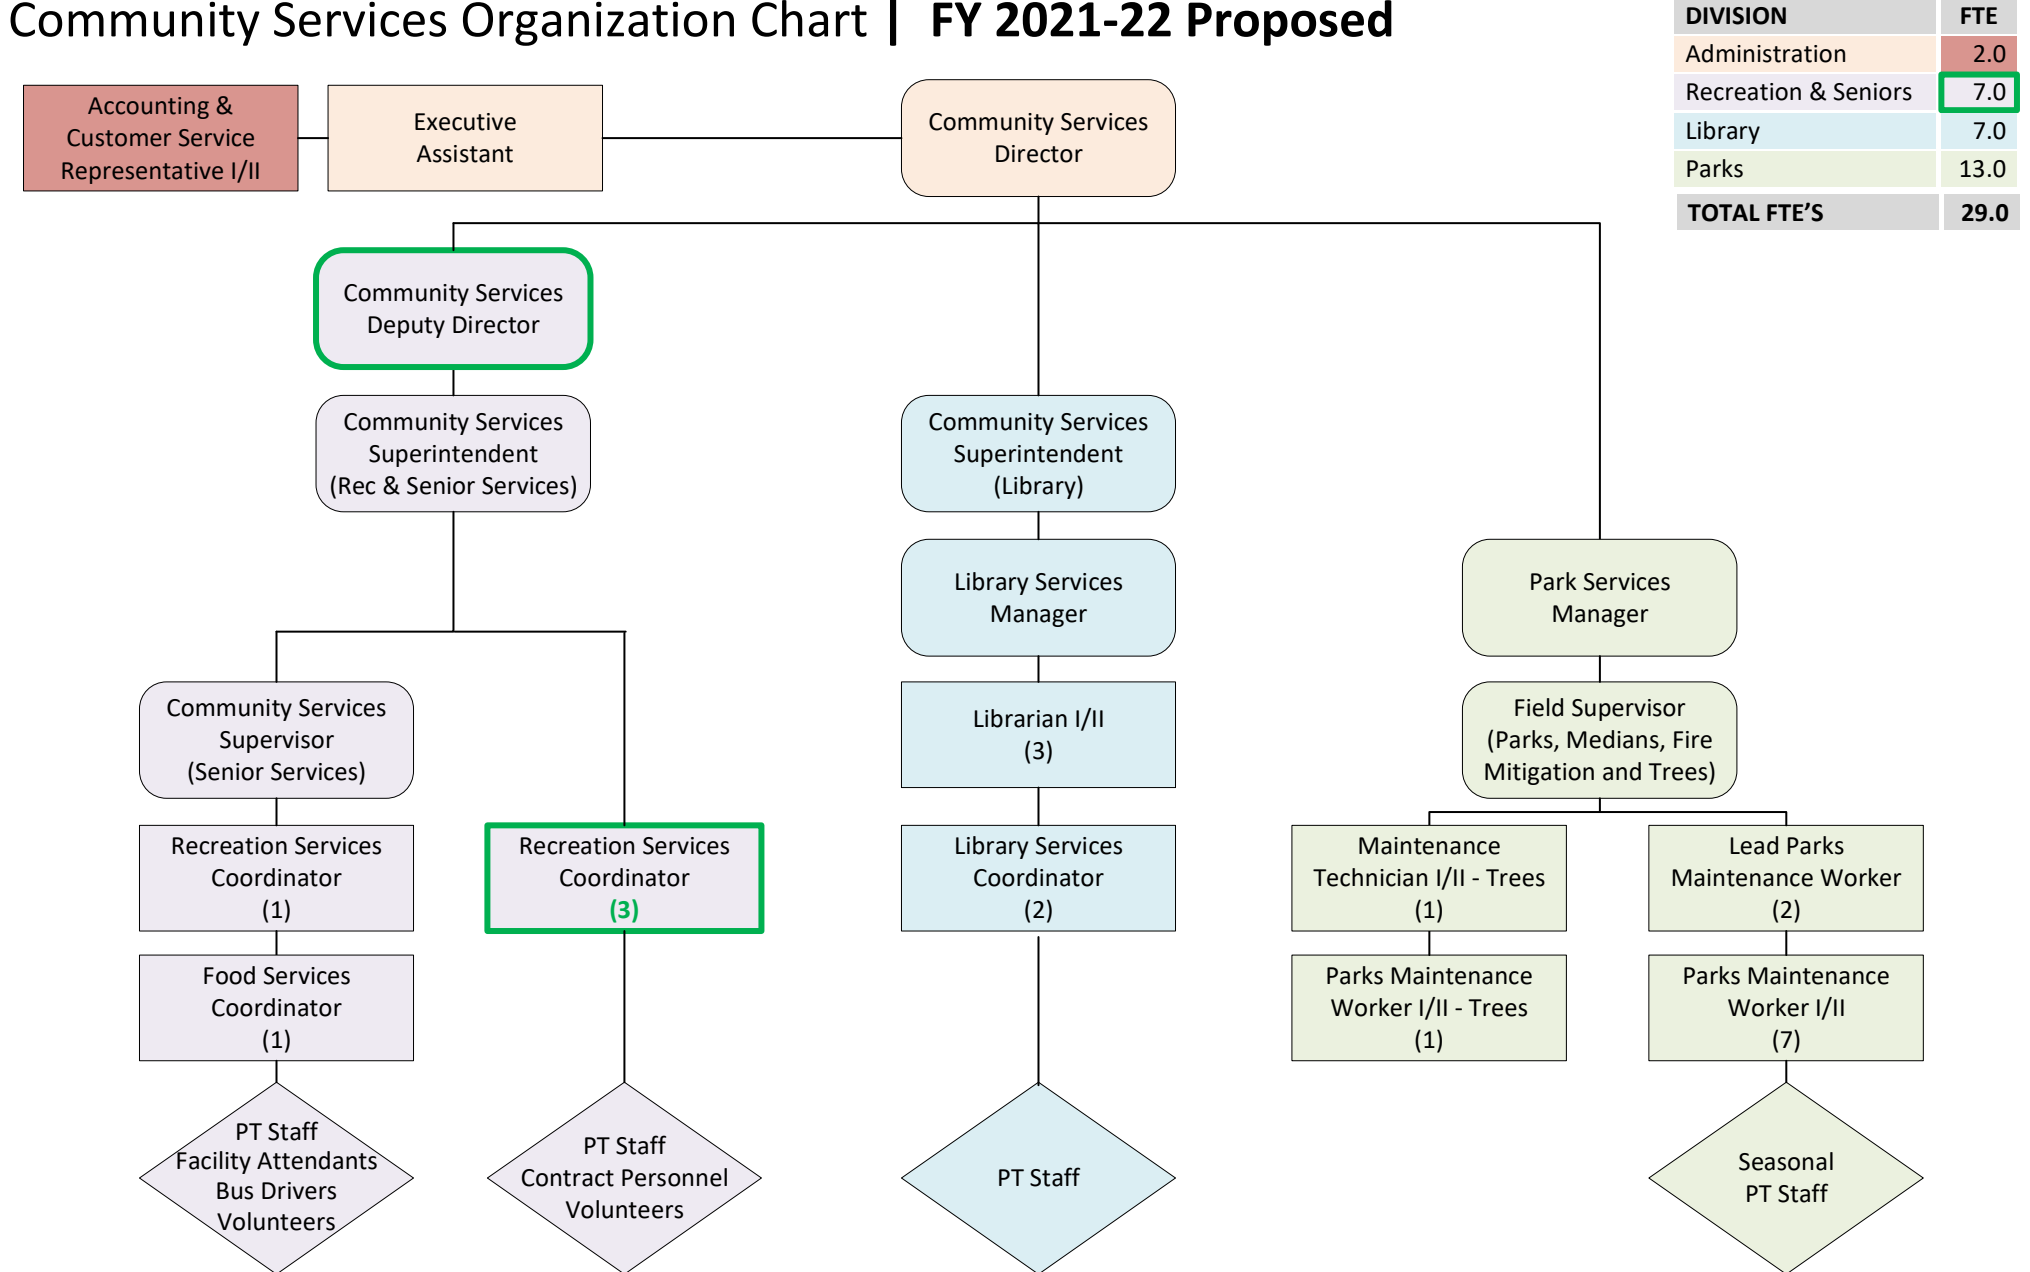 Community Services Organization Chart | FY 2021-22 Proposed
DIVISION FTE
Administration 2.0
Recreation & Seniors 7.0
Library 7.0
Parks 13.0
TOTAL FTE’S 29.0
Accounting &
Customer Service
Representative I/II
Executive
Assistant
Community Services
Director
Community Services
Deputy Director
Community Services
Superintendent
(Rec & Senior Services)
Community Services
Superintendent
(Library)
Library Services
Manager
Park Services
Manager
Community Services
Supervisor
(Senior Services)
Librarian I/II
(3)
Field Supervisor
(Parks, Medians, Fire
Mitigation and Trees)
Recreation Services
Coordinator
(1)
Recreation Services
Coordinator
(3)
Library Services
Coordinator
(2)
Maintenance
Technician I/II - Trees
(1)
Lead Parks
Maintenance Worker
(2)
Food Services
Coordinator
(1)
Parks Maintenance
Worker I/II - Trees
(1)
Parks Maintenance
Worker I/II
(7)
PT Staff
Facility Attendants
Bus Drivers
Volunteers
PT Staff
Contract Personnel
Volunteers
PT Staff
Seasonal
PT Staff